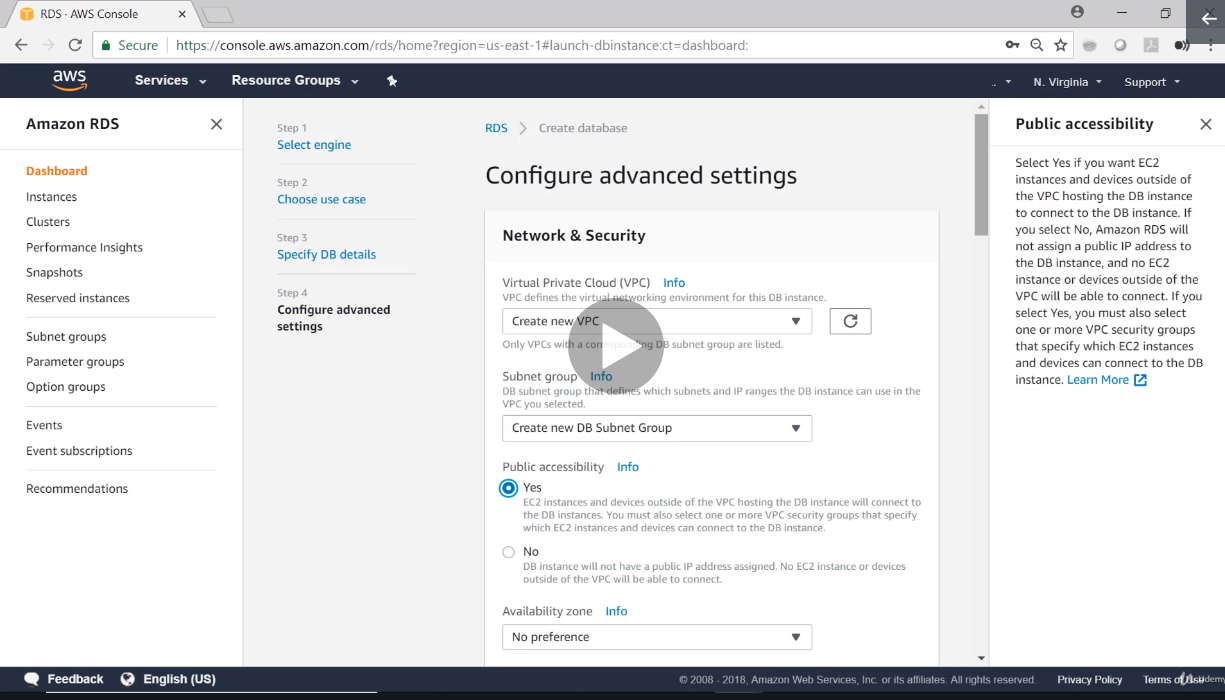 RDS · AWS Console
Secure
https://console.aws.amazon.com/rds/home?region=us-east-1#launch-dbinstance:ct=dashboard:
aws
Services
Resource Groups
N. Virginia
Support
Amazon RDS
Dashboard
Instances
Clusters
Performance Insights
Snapshots
Reserved instances
Subnet groups
Parameter groups
Option groups
Events
Event subscriptions
Recommendations
Step 1
Select engine
Step 2
Choose use case
Step 3
Specify DB details
Step 4
Configure advanced
settings
RDS
Create database
Configure advanced settings
Network & Security
Virtual Private Cloud (VPC) Info
VPC defines the virtual networking environment for this DB instance.
Create new VPC
Only VPCs with a corresponding DB subnet group are listed.
Subnet group Info
DB subnet group that defines which subnets and IP ranges the DB instance can use in the
VPC you selected.
Create new DB Subnet Group
Public accessibility Info
Yes
EC2 instances and devices outside of the VPC hosting the DB instance will connect to
the DB instances. You must also select one or more VPC security groups that specify
which EC2 instances and devices can connect to the DB instance.
No
DB instance will not have a public IP address assigned. No EC2 instance or devices
outside of the VPC will be able to connect.
Availability zone Info
No preference
Public accessibility
Select Yes if you want EC2
instances and devices outside of
the VPC hosting the DB instance
to connect to the DB instance. If
you select No, Amazon RDS will
not assign a public IP address to
the DB instance, and no EC2
instance or devices outside of the
VPC will be able to connect. If you
select Yes, you must also select
one or more VPC security groups
that specify which EC2 instances
and devices can connect to the DB
instance. Learn More
Feedback
English (US)
© 2008 - 2018, Amazon Web Services, Inc. or its affiliates. All rights reserved.
Privacy Policy
Terms of Use
Udemy